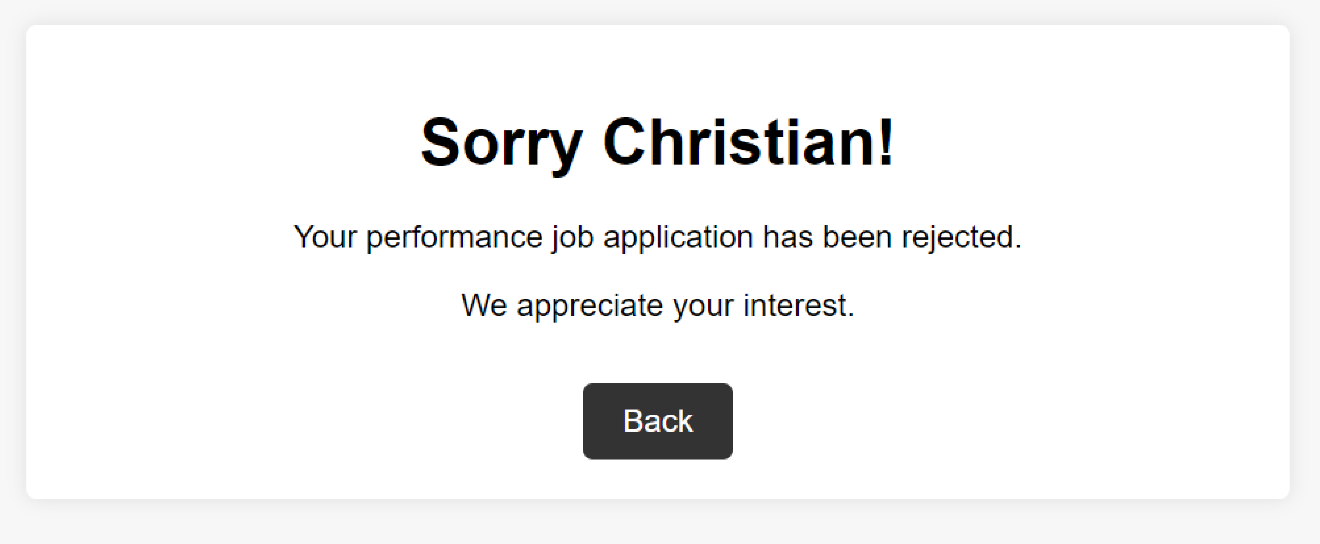 Sorry Christian!
Your performance job application has been rejected.
We appreciate your interest.
Back